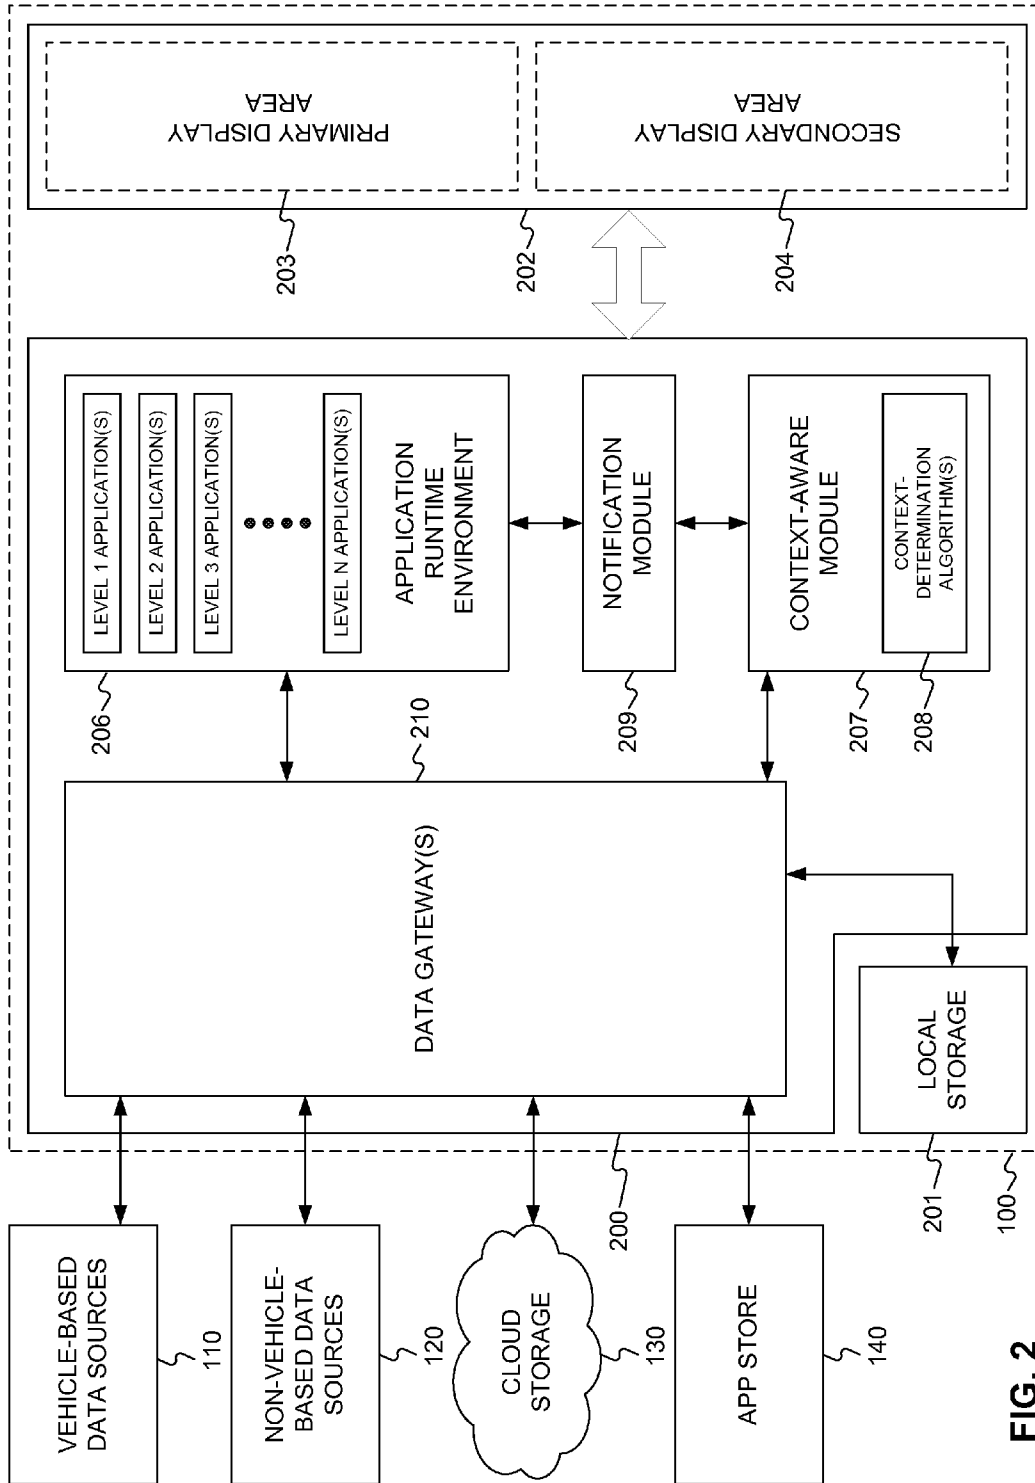 VEHICLE-BASED
DATA SOURCES
110
NON-VEHICLE-
BASED DATA
SOURCES
120
CLOUD
STORAGE
130
APP STORE
140
FIG. 2
DATA GATEWAY(S)
210
200
LOCAL
STORAGE
201
100
LEVEL 1 APPLICATION(S)
LEVEL 2 APPLICATION(S)
LEVEL 3 APPLICATION(S)
LEVEL N APPLICATION(S)
APPLICATION
RUNTIME
ENVIRONMENT
206
NOTIFICATION
MODULE
209
CONTEXT-AWARE
MODULE
207
CONTEXT-
DETERMINATION
ALGORITHM(S)
208
PRIMARY DISPLAY
AREA
203
202
SECONDARY DISPLAY
AREA
204